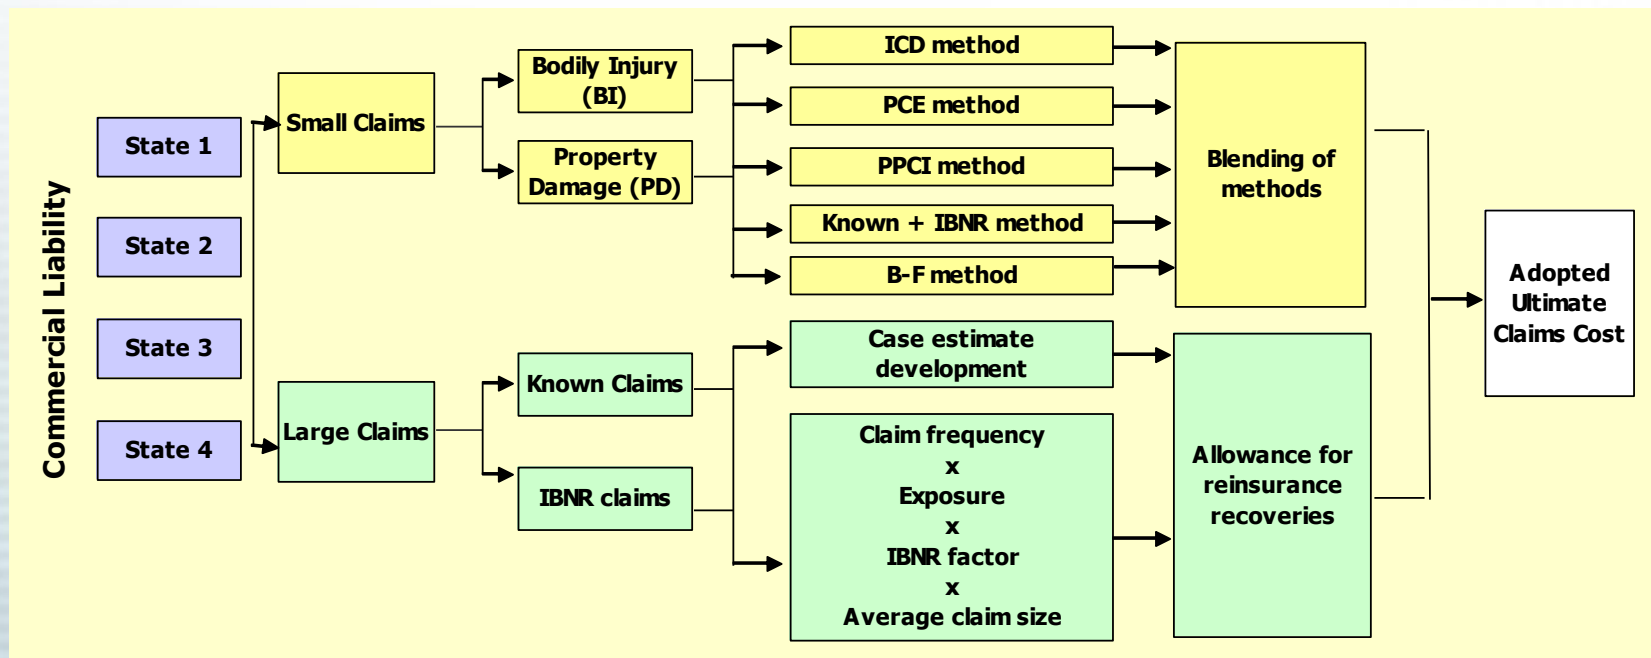 Commercial Liability
State 1
State 2
State 3
State 4
Small Claims
Large Claims
Bodily Injury
(BI)
Property
Damage (PD)
Known Claims
IBNR claims
ICD method
PCE method
PPCI method
Known + IBNR method
B-F method
Case estimate
development
Claim frequency
x
Exposure
x
IBNR factor
x
Average claim size
Blending of
methods
Allowance for
reinsurance
recoveries
Adopted
Ultimate
Claims Cost